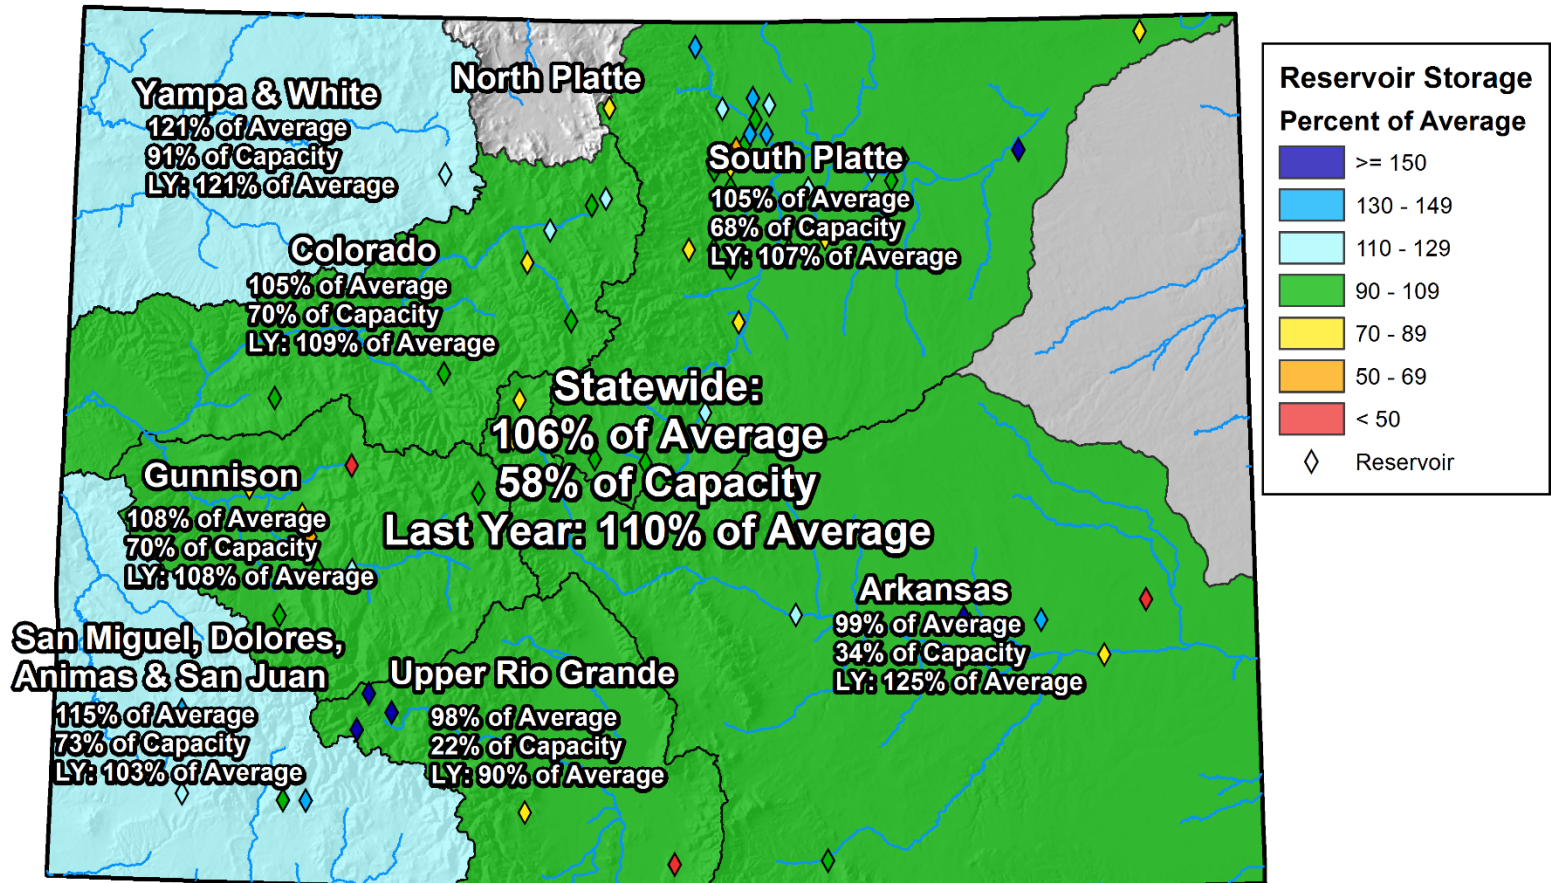 North Platte
Yampa & White
121% of Average
91% of Capacity
LY: 121% of Average
South Platte
105% of Average
68% of Capacity
LY: 107% of Average
Colorado
105% of Average
70% of Capacity
LY: 109% of Average
Statewide:
106% of Average
58% of Capacity
Last Year: 110% of Average
Gunnison
108% of Average
70% of Capacity
LY: 108% of Average
Arkansas
99% of Average
34% of Capacity
LY: 125% of Average
San Miguel, Dolores,
Animas & San Juan
115% of Average
73% of Capacity
LY: 103% of Average
Upper Rio Grande
98% of Average
22% of Capacity
LY: 90% of Average
Reservoir Storage
Percent of Average
>= 150
130 - 149
110 - 129
90 - 109
70 - 89
50 - 69
< 50
Reservoir